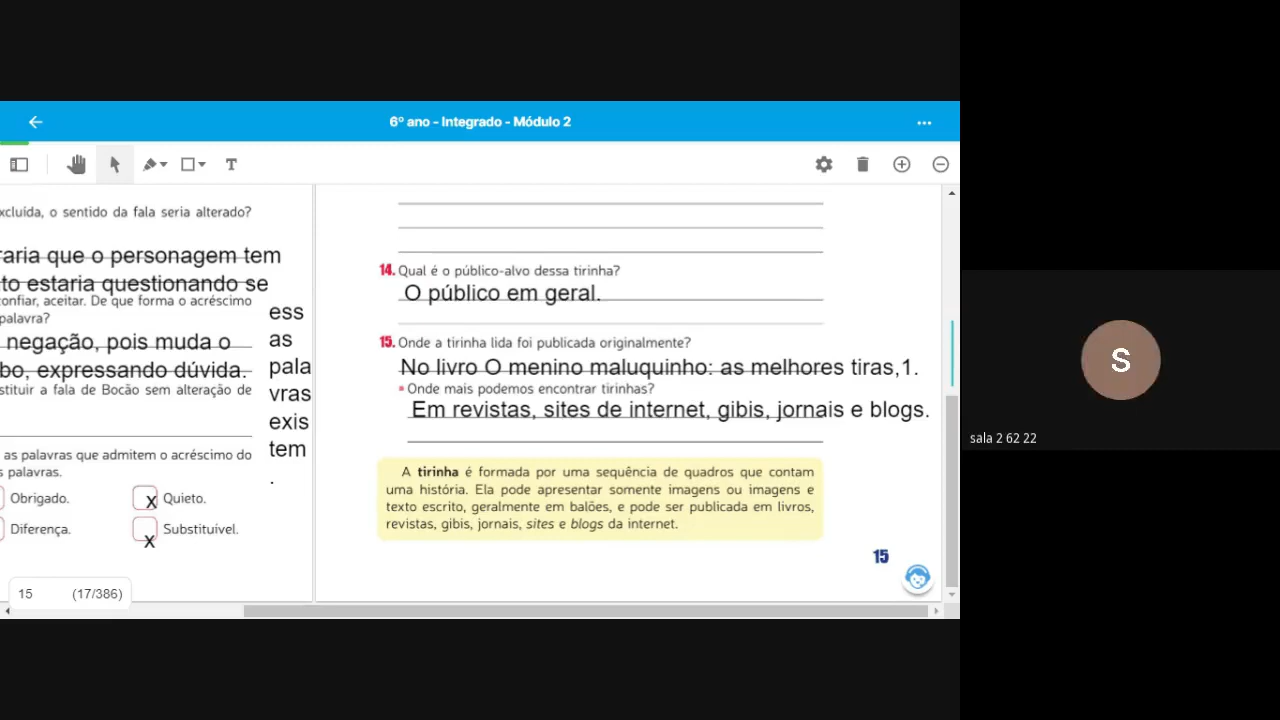 6º ano - Integrado - Módulo 2
xcluída, o sentido da fala seria alterado?
raria que o personagem tem
to estaria questionando se
confiar, aceitar. De que forma o acréscimo
palavra?
negação, pois muda o
bo, expressando dúvida.
stituir a fala de Bocão sem alteração de
ess
as
pala
vras
exis
tem
.
as palavras que admitem o acréscimo do
s palavras.
Obrigado.
x Quieto.
Diferença.
x Substituível.
14. Qual é o público-alvo dessa tirinha?
O público em geral.
15. Onde a tirinha lida foi publicada originalmente?
No livro O menino maluquinho: as melhores tiras,1.
Onde mais podemos encontrar tirinhas?
Em revistas, sites de internet, gibis, jornais e blogs.
A tirinha é formada por uma sequência de quadros que contam
uma história. Ela pode apresentar somente imagens ou imagens e
texto escrito, geralmente em balões, e pode ser publicada em livros,
revistas, gibis, jornais, sites e blogs da internet.
15
15 (17/386)
S
sala 2 62 22